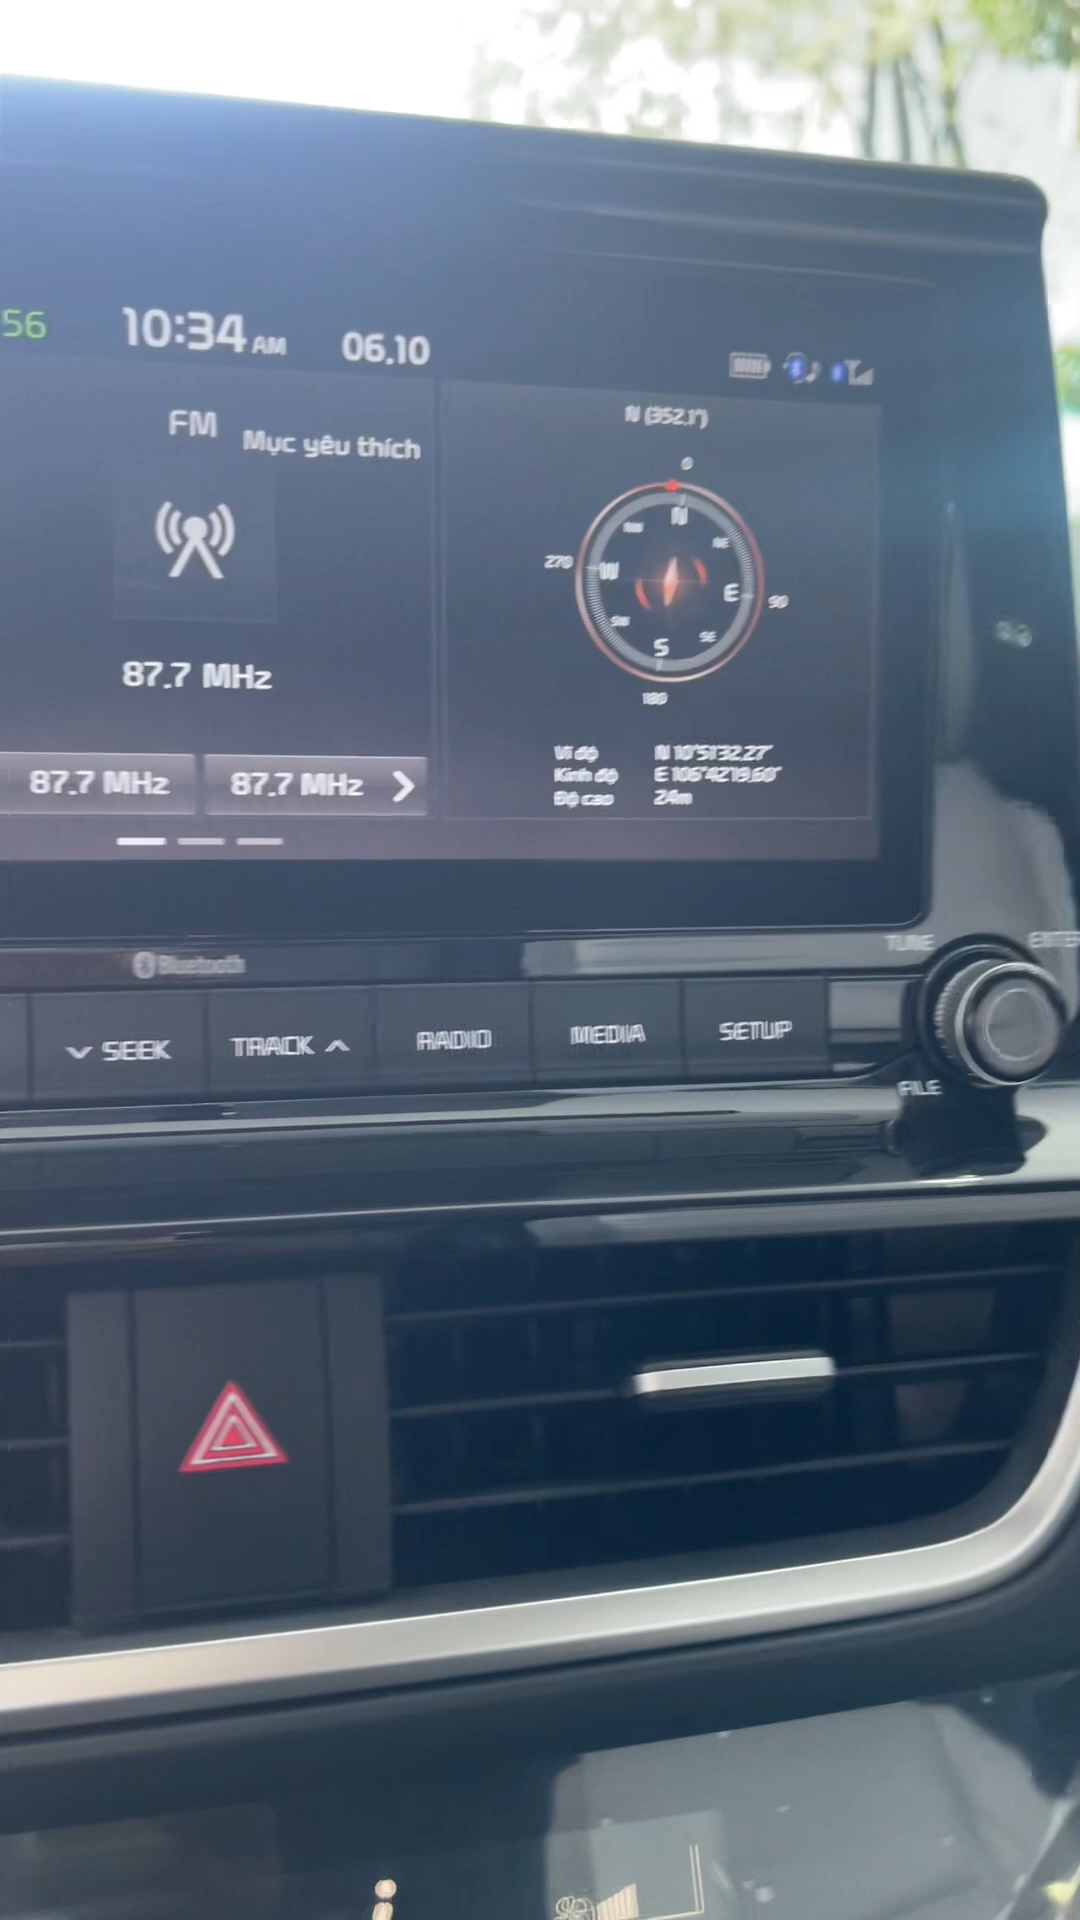 56 10:34 AM 06.10
FM Mục yêu thích
87.7 MHz
87.7 MHz 87.7 MHz
N (352.1°)
0
N
NW NE
270 W E 90
SW SE
S
180
Vĩ độ N 10°51'32.27"
Kinh độ E 106°42'19.60"
Độ cao 24m
Bluetooth
TUNE ENTER
SEEK TRACK RADIO MEDIA SETUP
FILE